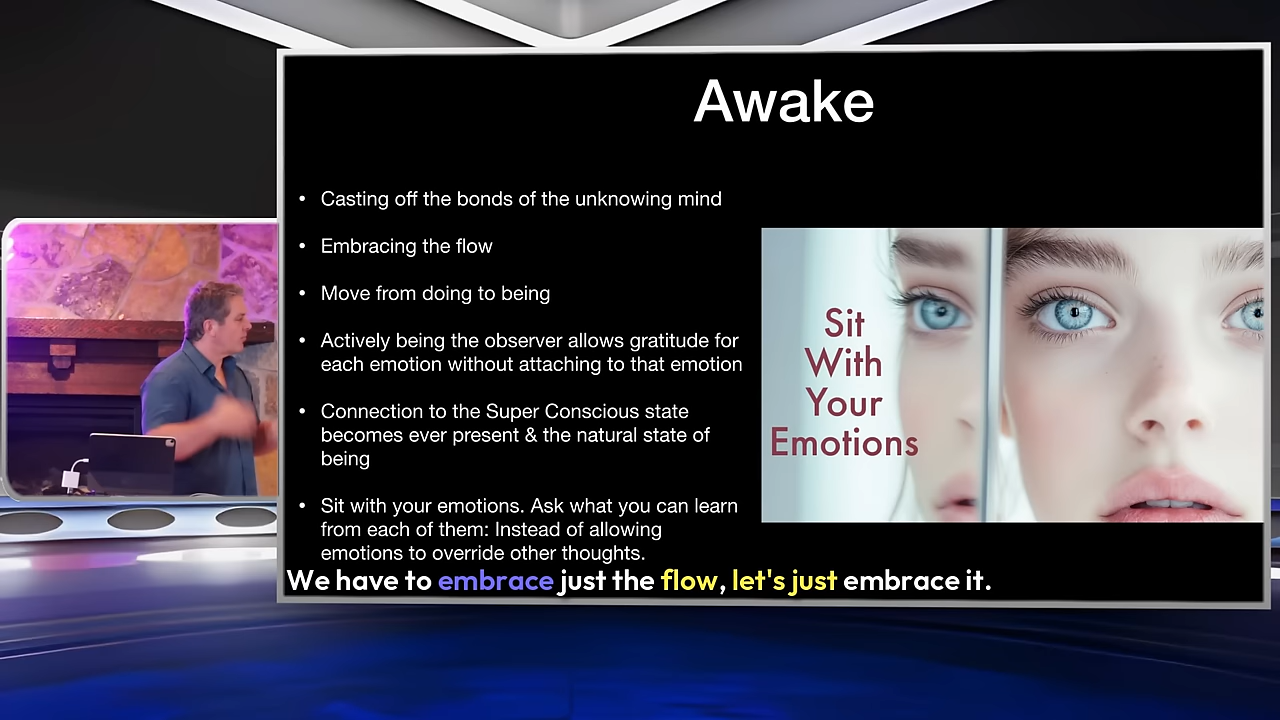 Awake
• Casting off the bonds of the unknowing mind
• Embracing the flow
• Move from doing to being
• Actively being the observer allows gratitude for
each emotion without attaching to that emotion
• Connection to the Super Conscious state
becomes ever present & the natural state of
being
• Sit with your emotions. Ask what you can learn
from each of them: Instead of allowing
emotions to override other thoughts.
Sit
With
Your
Emotions
We have to embrace just the flow, let's just embrace it.